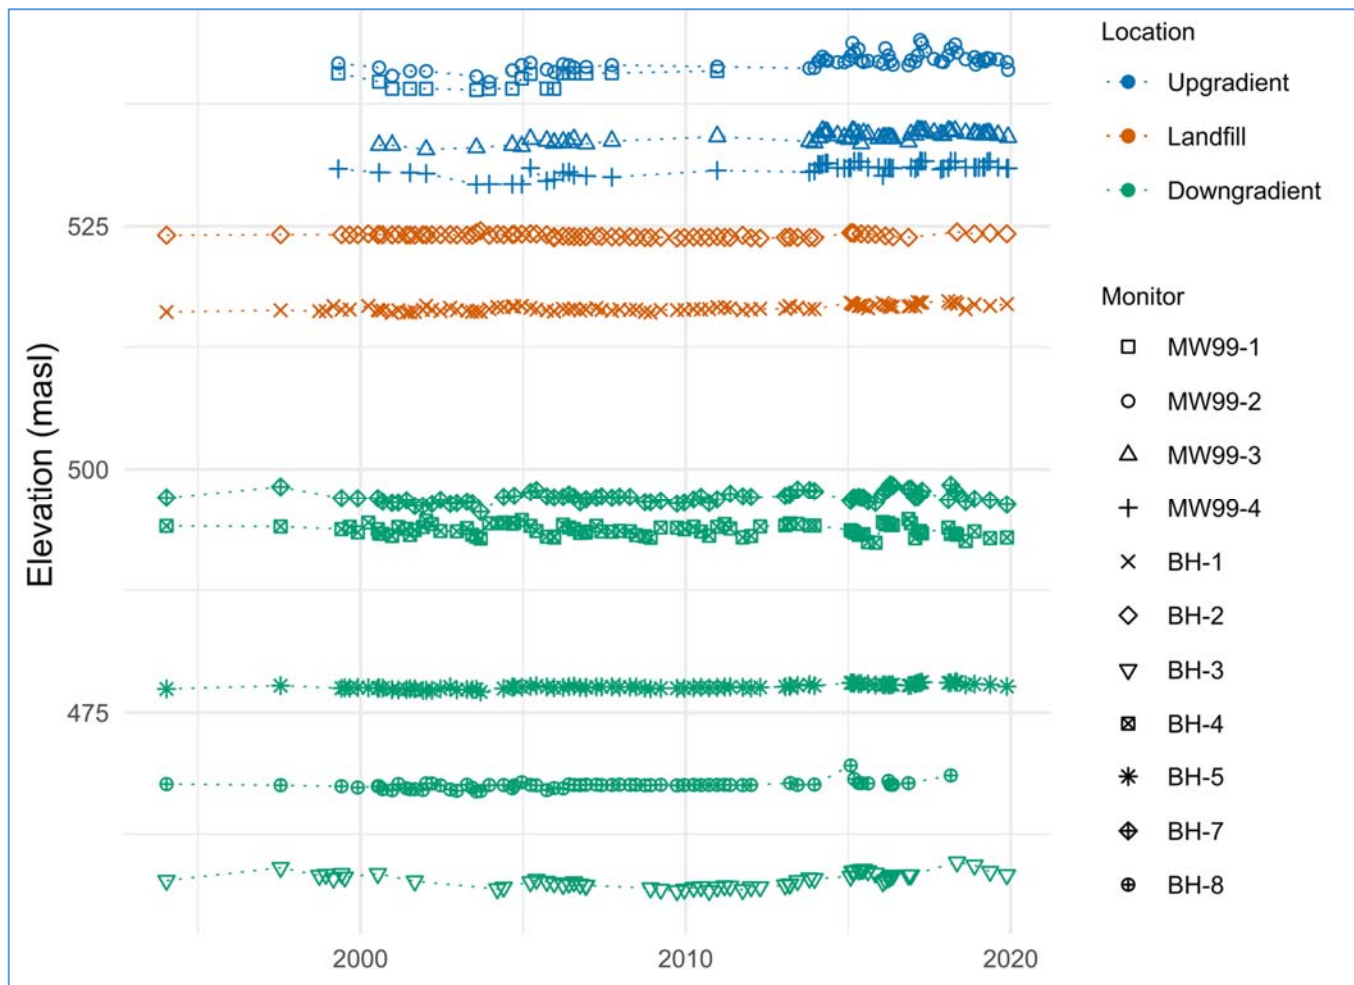 Elevation (masl)
525
500
475
2000
2010
2020
Location
Upgradient
Landfill
Downgradient
Monitor
MW99-1
MW99-2
MW99-3
MW99-4
BH-1
BH-2
BH-3
BH-4
BH-5
BH-7
BH-8